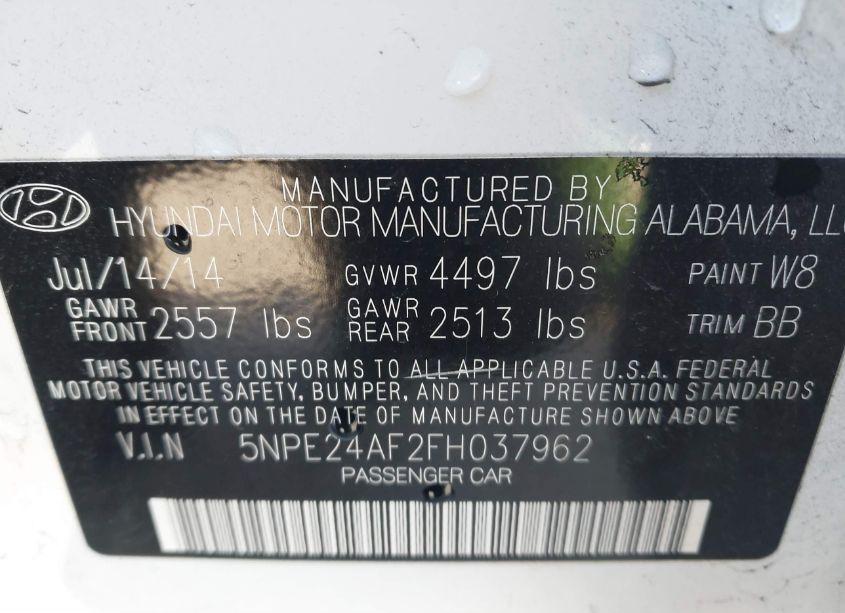 MANUFACTURED BY
HYUNDAI MOTOR MANUFACTURING ALABAMA, LLC
Jul/14/14 GVWR 4497 lbs PAINT W8
GAWR FRONT 2557 lbs GAWR REAR 2513 lbs TRIM BB
THIS VEHICLE CONFORMS TO ALL APPLICABLE U.S.A. FEDERAL
MOTOR VEHICLE SAFETY, BUMPER, AND THEFT PREVENTION STANDARDS
IN EFFECT ON THE DATE OF MANUFACTURE SHOWN ABOVE
V.I.N 5NPE24AF2FH037962
PASSENGER CAR